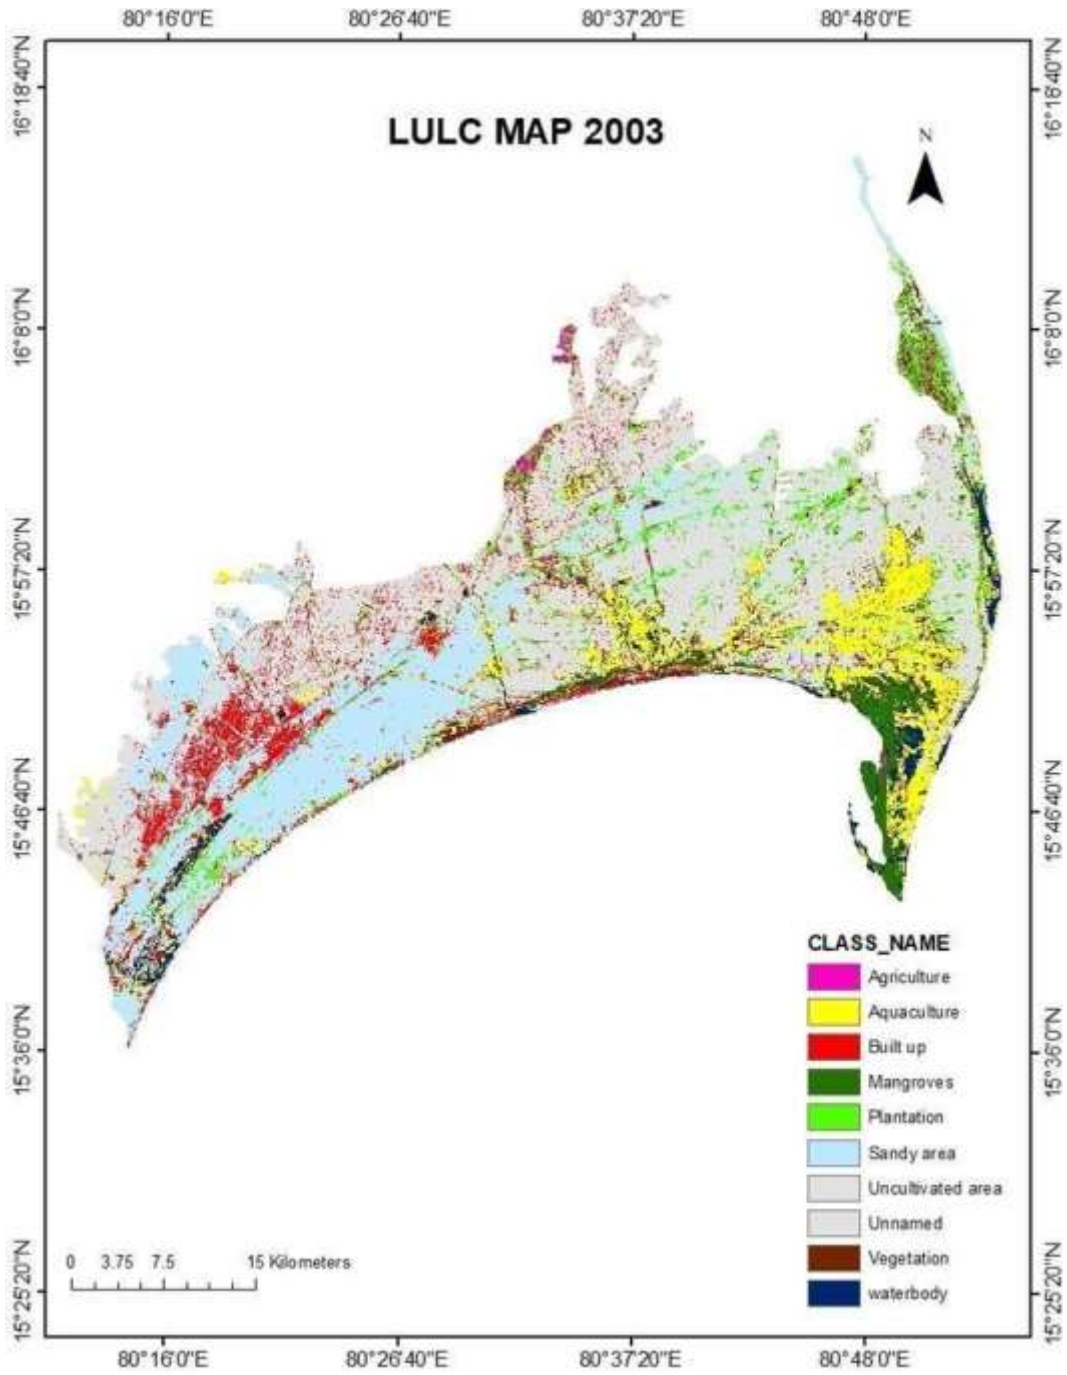 80°16'0"E 80°26'40"E 80°37'20"E 80°48'0"E
16°18'40"N 16°18'40"N
LULC MAP 2003
N
16°8'0"N 16°8'0"N
15°57'20"N 15°57'20"N
15°46'40"N 15°46'40"N
CLASS_NAME
Agriculture
Aquaculture
Built up
15°36'0"N 15°36'0"N
Mangroves
Plantation
Sandy area
Uncultivated area
Unnamed
Vegetation
0 3.75 7.5 15 Kilometers
waterbody
15°25'20"N 15°25'20"N
80°16'0"E 80°26'40"E 80°37'20"E 80°48'0"E